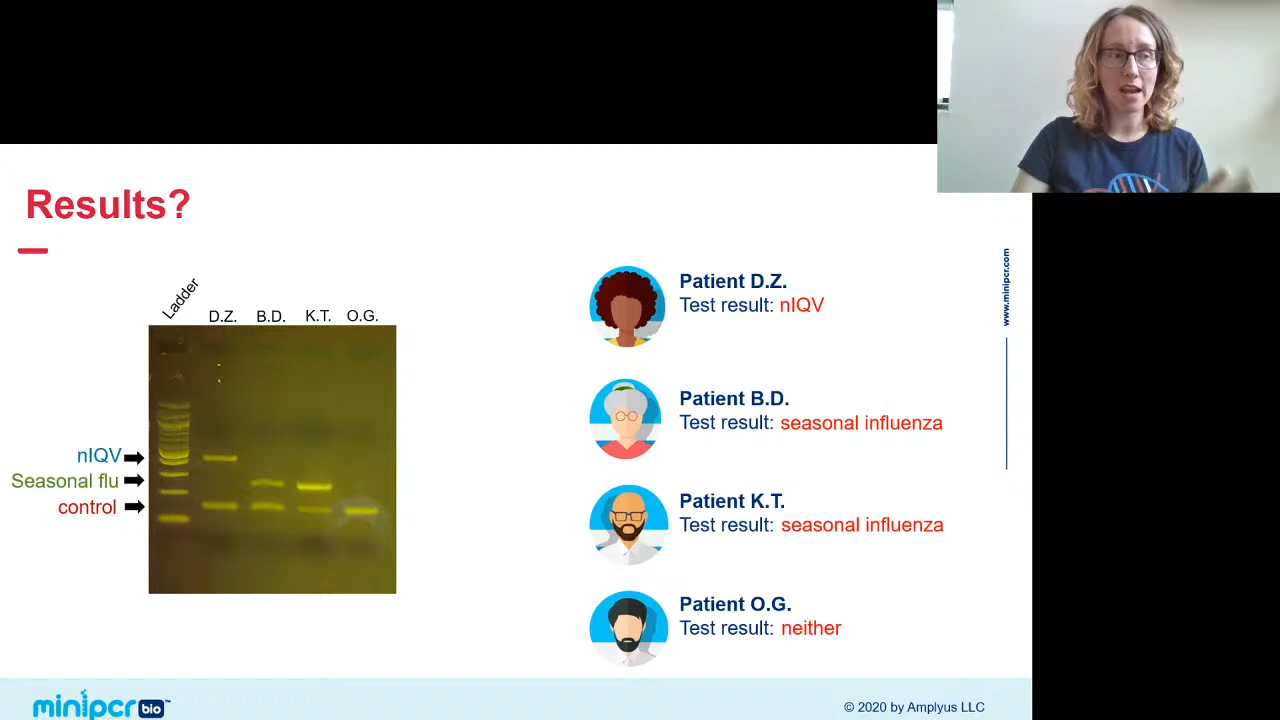 Results?
Ladder
D.Z. B.D. K.T. O.G.
nIQV
Seasonal flu
control
Patient D.Z.
Test result: nIQV
Patient B.D.
Test result: seasonal influenza
Patient K.T.
Test result: seasonal influenza
Patient O.G.
Test result: neither
www.minipcr.com
minipcr bio™
© 2020 by Amplyus LLC